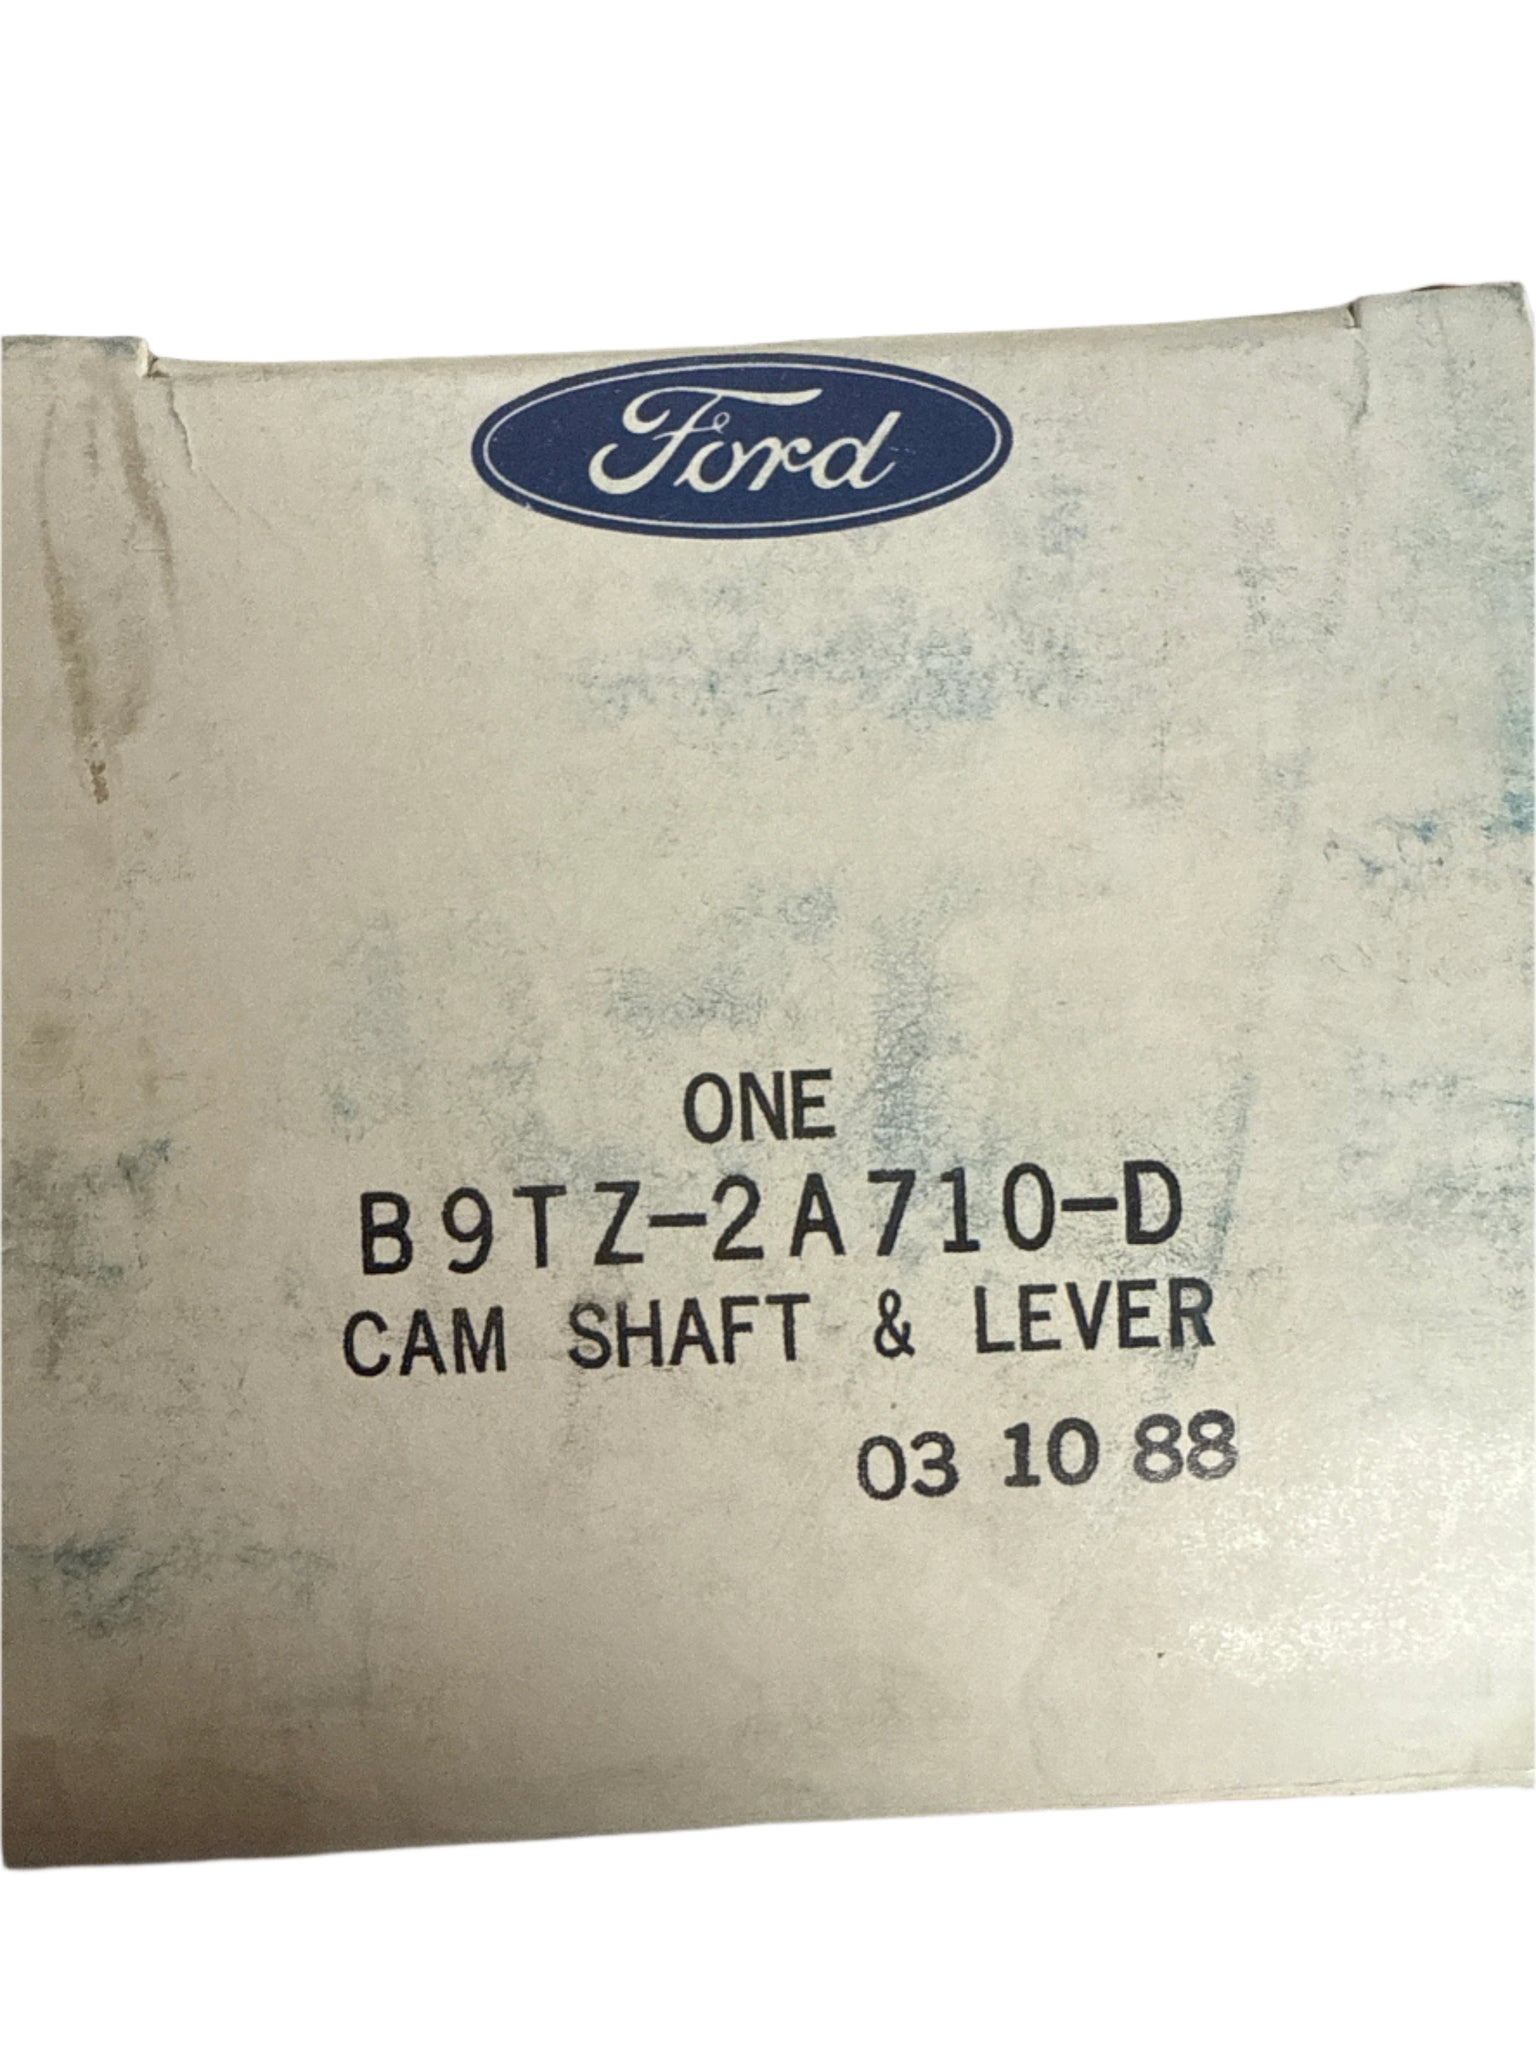 Ford
ONE
B9TZ-2A710-D
CAM SHAFT & LEVER
03 10 88